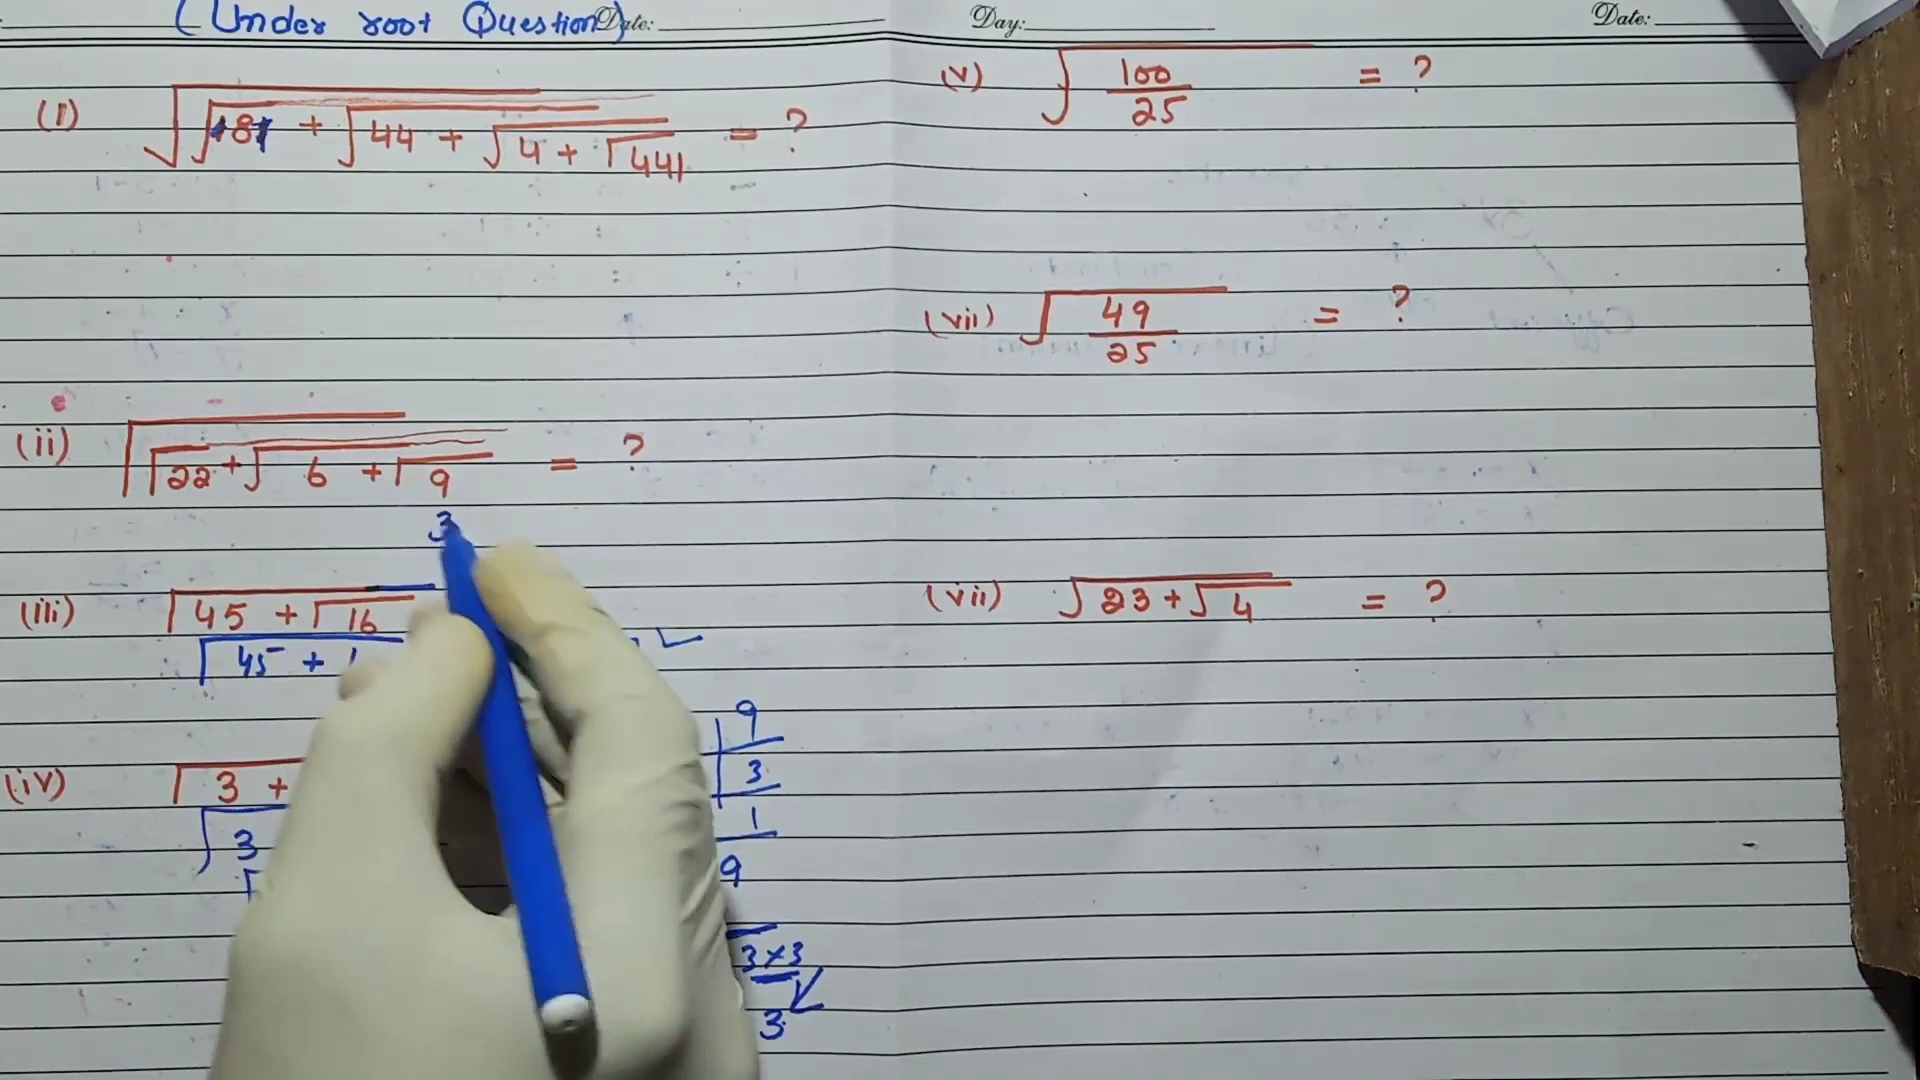 (Under root Question) Date:
(I) √√181 + √44 + √4 + √441 = ?
(ii) √√22 + √6 + √9 = ?
3
(iii) √45 + √16
√45 +
(iv) √3 +
√3
9
3
1
9
3×3
3
Day: Date:
(v) √100/25 = ?
(vii) √49/25 = ?
(vii) √23 + √4 = ?